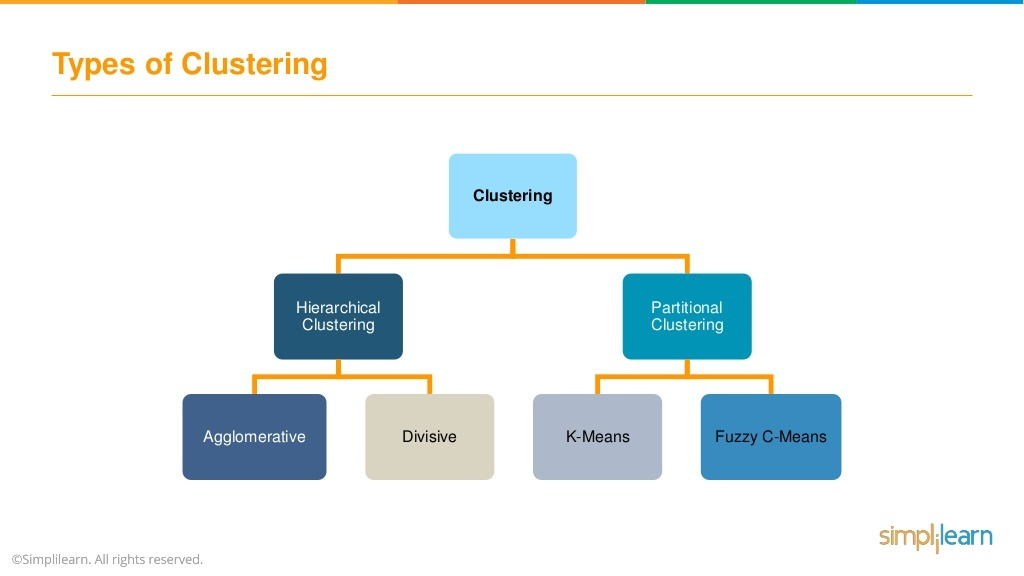 Types of Clustering
Clustering
Hierarchical
Clustering
Partitional
Clustering
Agglomerative
Divisive
K-Means
Fuzzy C-Means
simplilearn
©Simplilearn. All rights reserved.